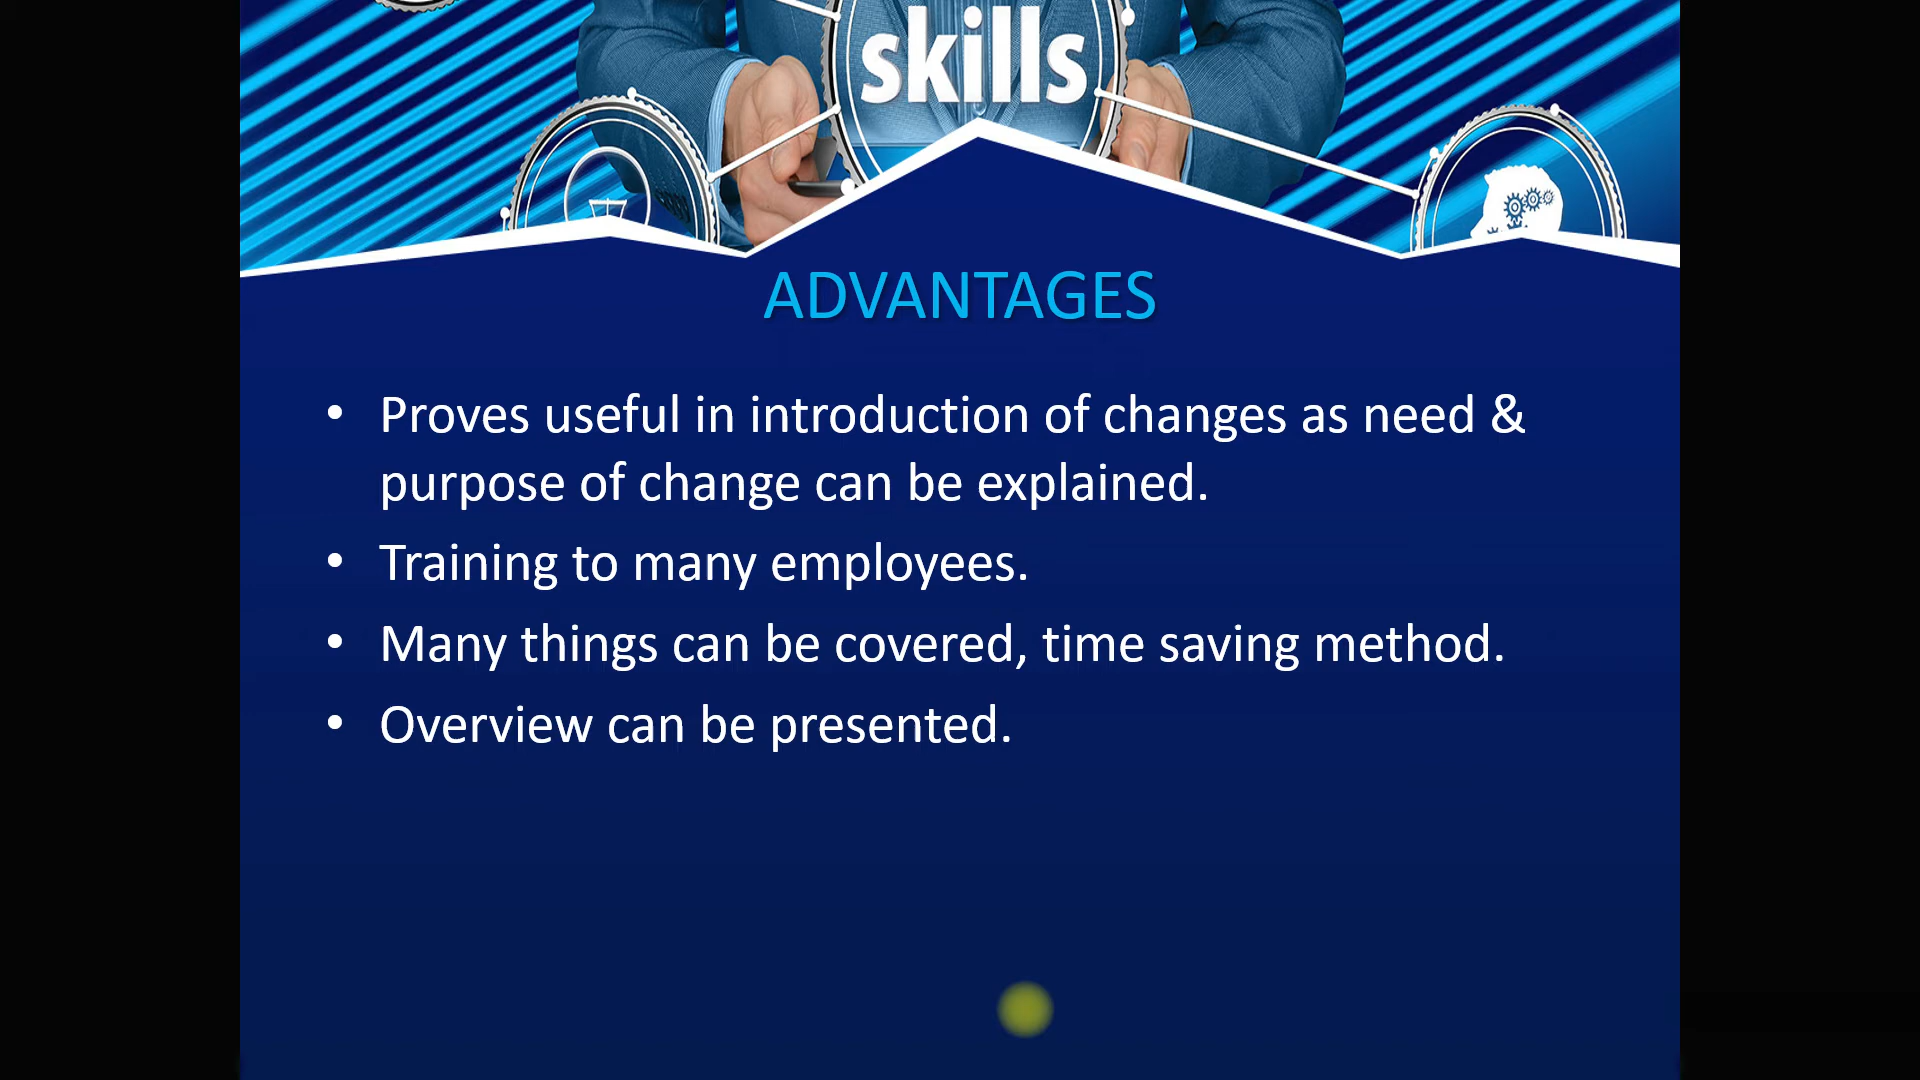 skills
ADVANTAGES
• Proves useful in introduction of changes as need &
purpose of change can be explained.
• Training to many employees.
• Many things can be covered, time saving method.
• Overview can be presented.